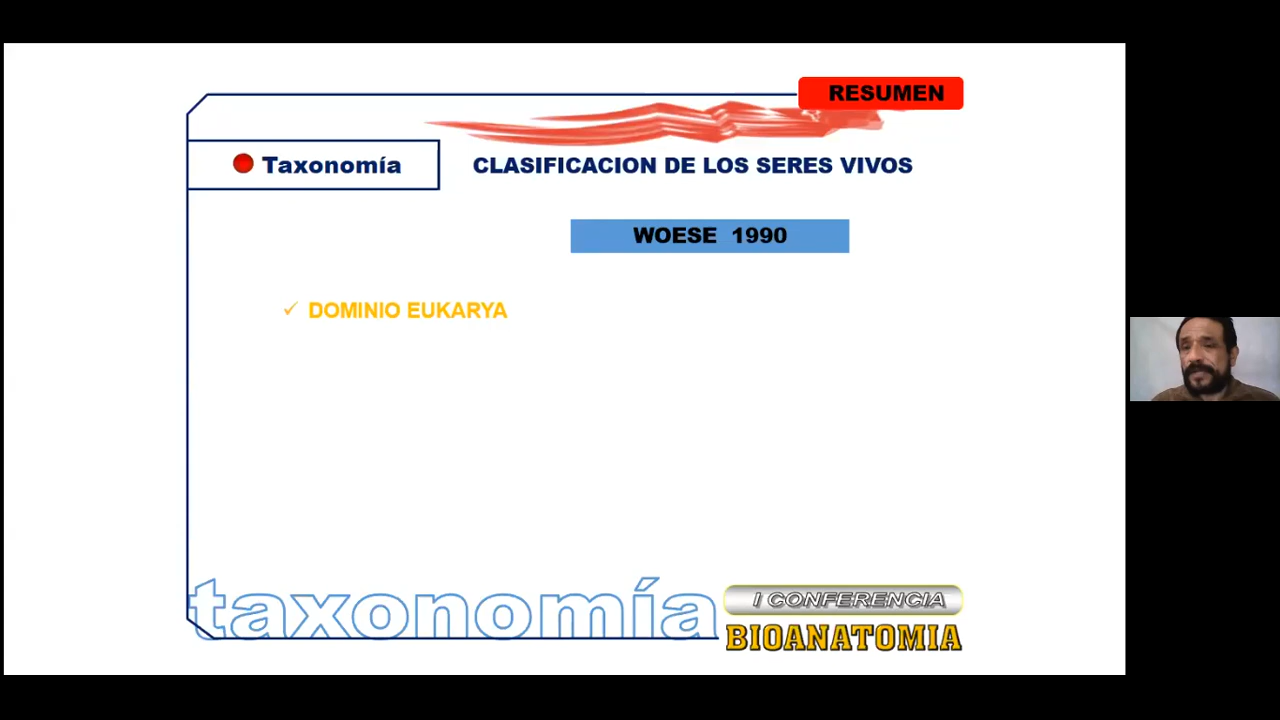 RESUMEN
Taxonomía
CLASIFICACION DE LOS SERES VIVOS
WOESE 1990
✓ DOMINIO EUKARYA
taxonomía
I CONFERENCIA
BIOANATOMIA